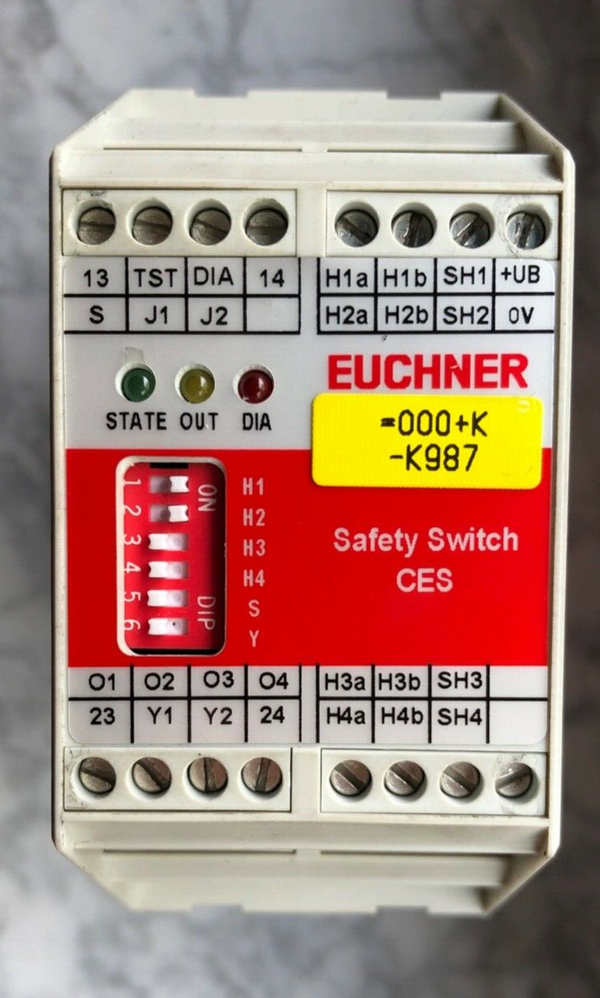 13 TST DIA 14 H1a H1b SH1 +UB
S J1 J2 H2a H2b SH2 0V
EUCHNER
STATE OUT DIA
=000+K
-K987
1 ON H1
2 H2
3 H3
4 H4
5 DIP S
6 Y
Safety Switch
CES
O1 O2 O3 O4 H3a H3b SH3
23 Y1 Y2 24 H4a H4b SH4